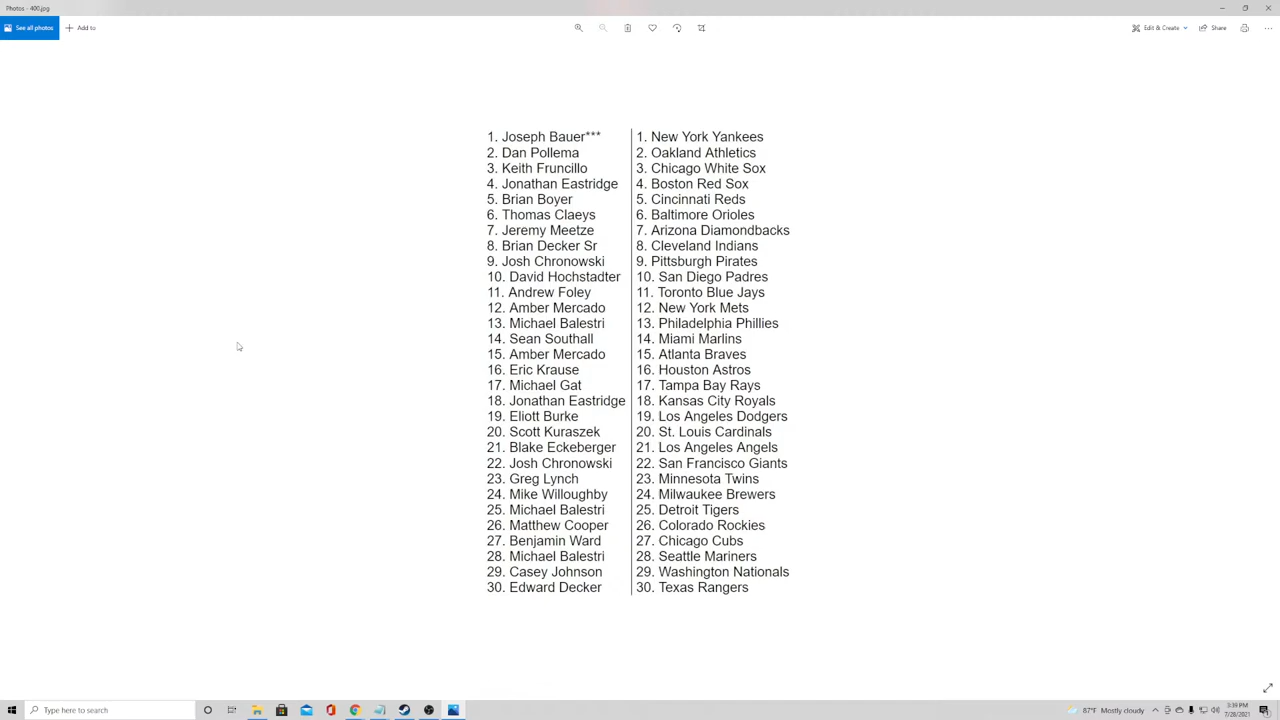 Photos - 400.jpg
See all photos
Add to
Edit & Create
Share
1. Joseph Bauer***
2. Dan Pollema
3. Keith Fruncillo
4. Jonathan Eastridge
5. Brian Boyer
6. Thomas Claeys
7. Jeremy Meetze
8. Brian Decker Sr
9. Josh Chronowski
10. David Hochstadter
11. Andrew Foley
12. Amber Mercado
13. Michael Balestri
14. Sean Southall
15. Amber Mercado
16. Eric Krause
17. Michael Gat
18. Jonathan Eastridge
19. Eliott Burke
20. Scott Kuraszek
21. Blake Eckeberger
22. Josh Chronowski
23. Greg Lynch
24. Mike Willoughby
25. Michael Balestri
26. Matthew Cooper
27. Benjamin Ward
28. Michael Balestri
29. Casey Johnson
30. Edward Decker
1. New York Yankees
2. Oakland Athletics
3. Chicago White Sox
4. Boston Red Sox
5. Cincinnati Reds
6. Baltimore Orioles
7. Arizona Diamondbacks
8. Cleveland Indians
9. Pittsburgh Pirates
10. San Diego Padres
11. Toronto Blue Jays
12. New York Mets
13. Philadelphia Phillies
14. Miami Marlins
15. Atlanta Braves
16. Houston Astros
17. Tampa Bay Rays
18. Kansas City Royals
19. Los Angeles Dodgers
20. St. Louis Cardinals
21. Los Angeles Angels
22. San Francisco Giants
23. Minnesota Twins
24. Milwaukee Brewers
25. Detroit Tigers
26. Colorado Rockies
27. Chicago Cubs
28. Seattle Mariners
29. Washington Nationals
30. Texas Rangers
Type here to search
87°F Mostly cloudy
3:39 PM
7/28/2021